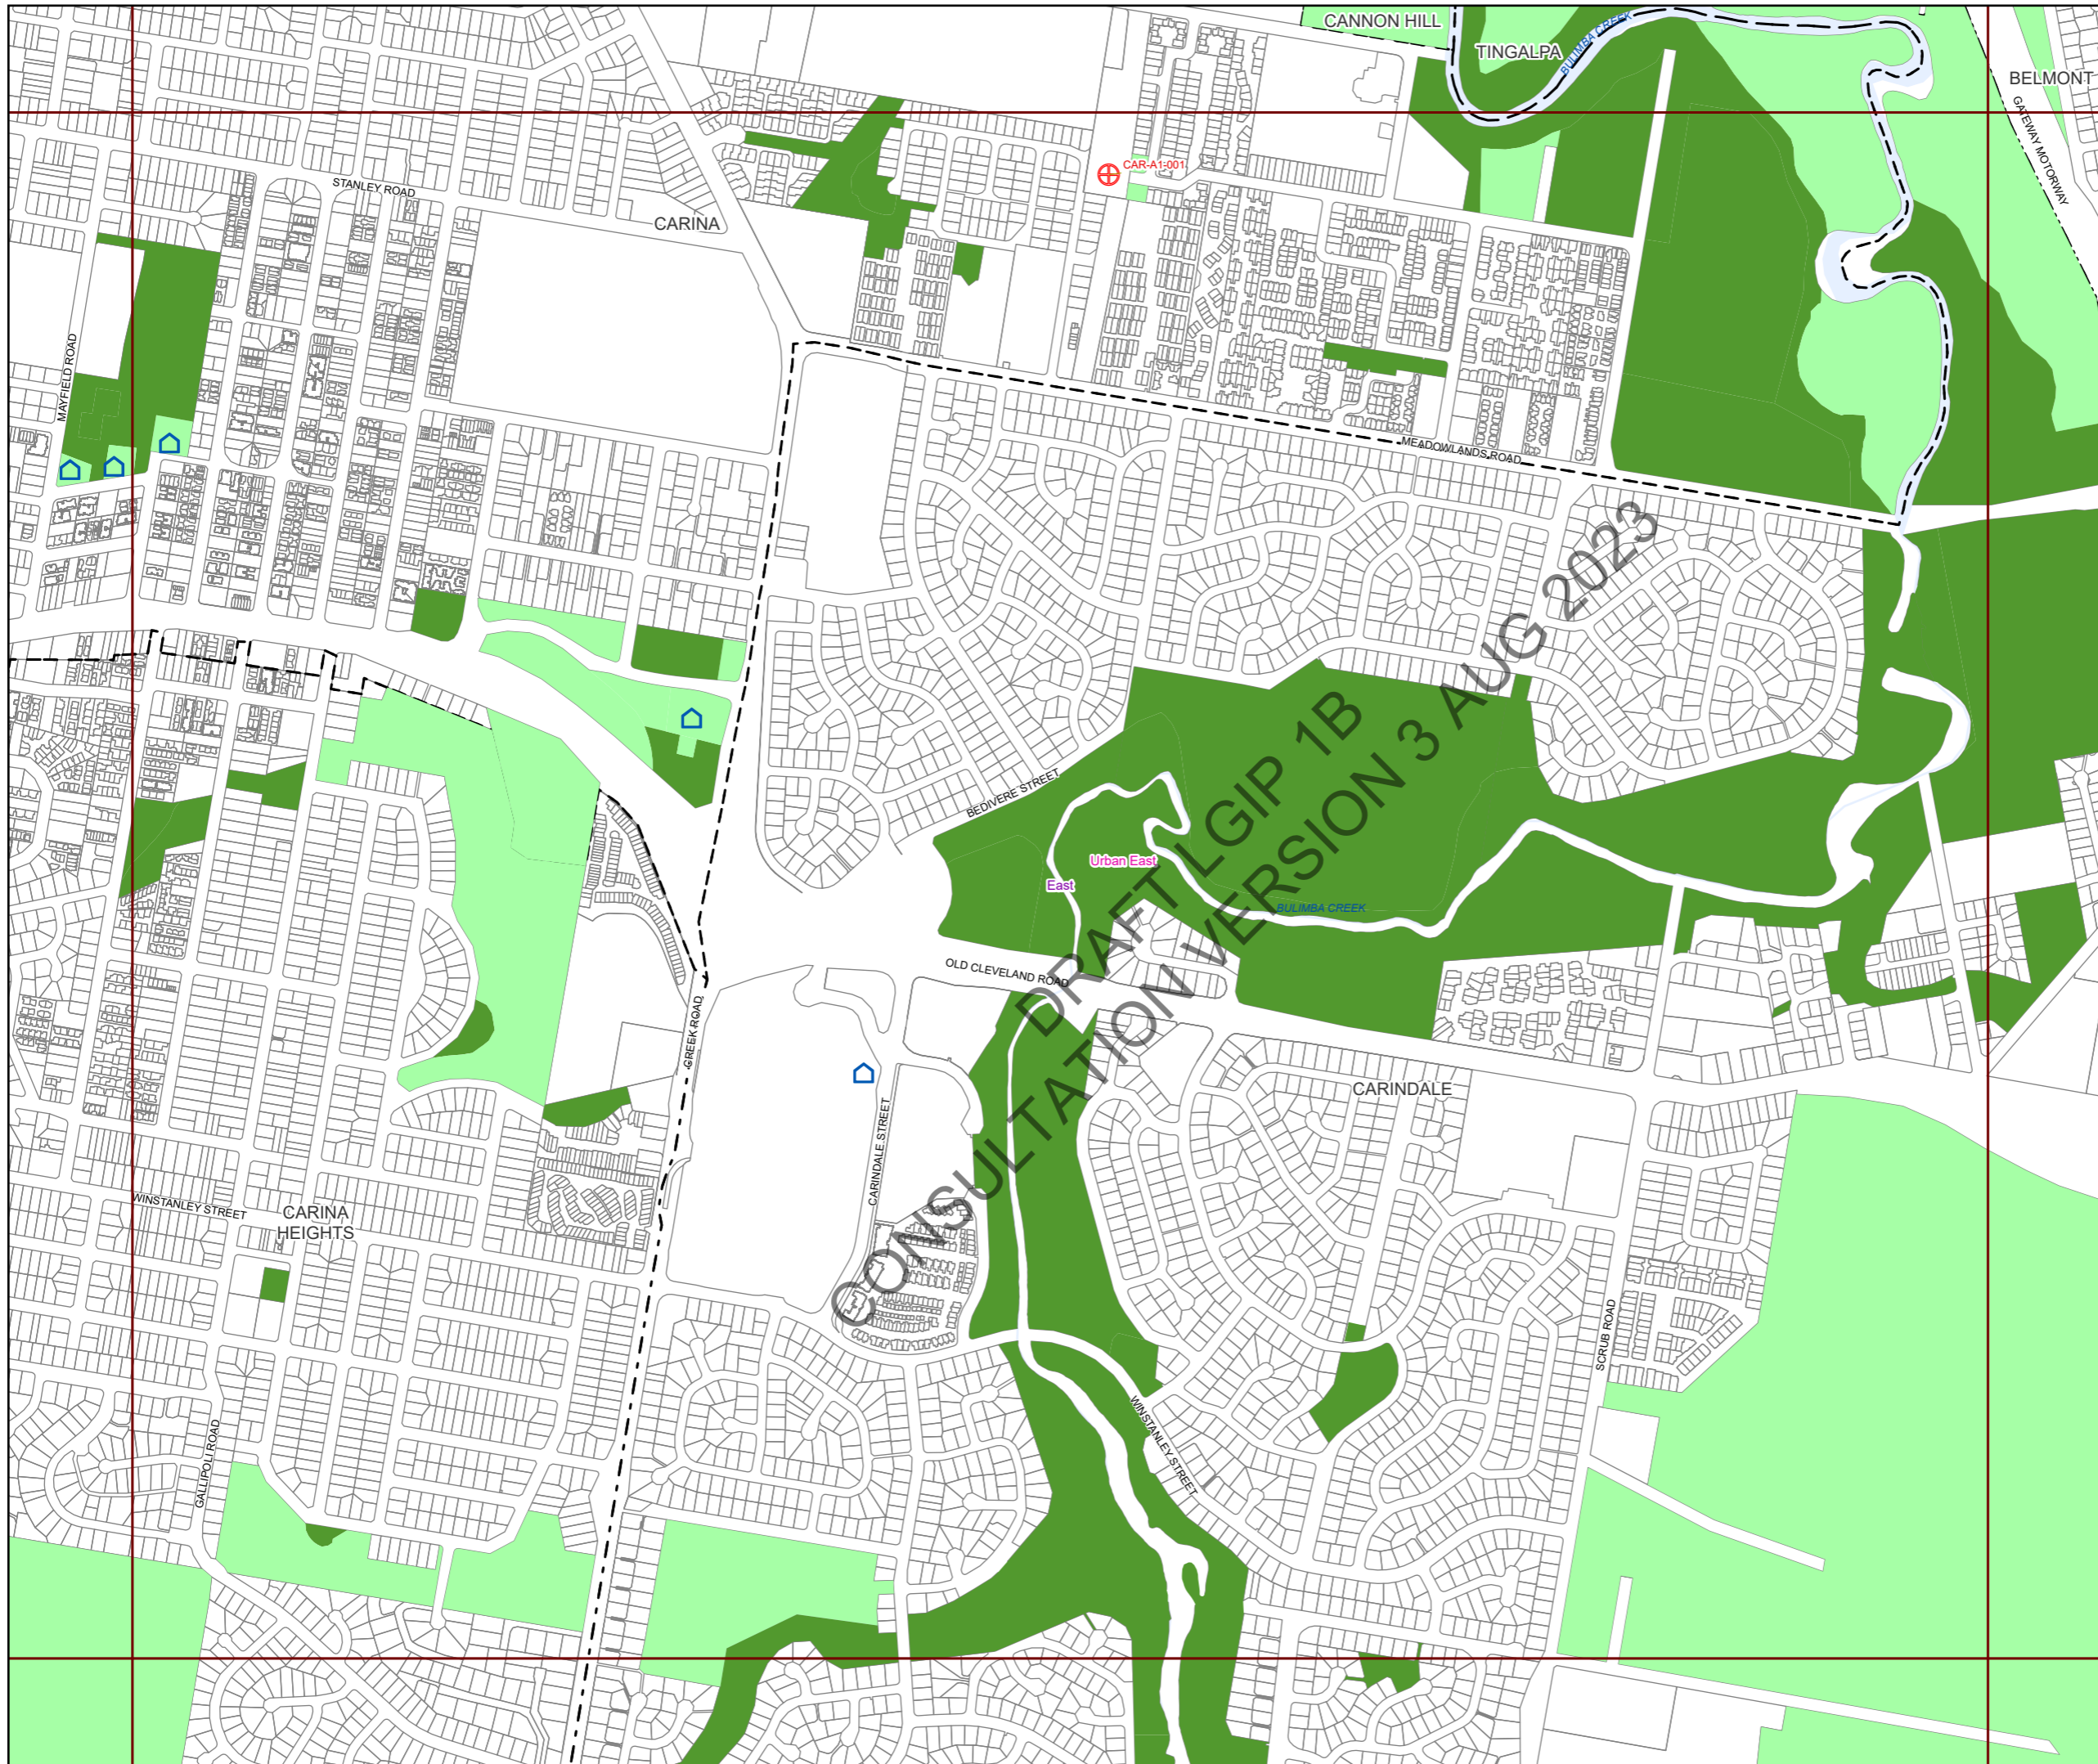 CANNON HILL
TINGALPA
BULIMBA CREEK
BELMONT
GATEWAY MOTORWAY
CAR-A1-001
STANLEY ROAD
CARINA
MAYFIELD ROAD
MEADOWLANDS ROAD
BEDIVERE STREET
Urban East
East
BULIMBA CREEK
DRAFT LGIP 1B
CONSULTATION VERSION 3 AUG 2023
OLD CLEVELAND ROAD
CREEK ROAD
CARINDALE
CARINDALE STREET
WINSTANLEY STREET
CARINA
HEIGHTS
SCRUB ROAD
WINSTANLEY STREET
GALLIPOLI ROAD